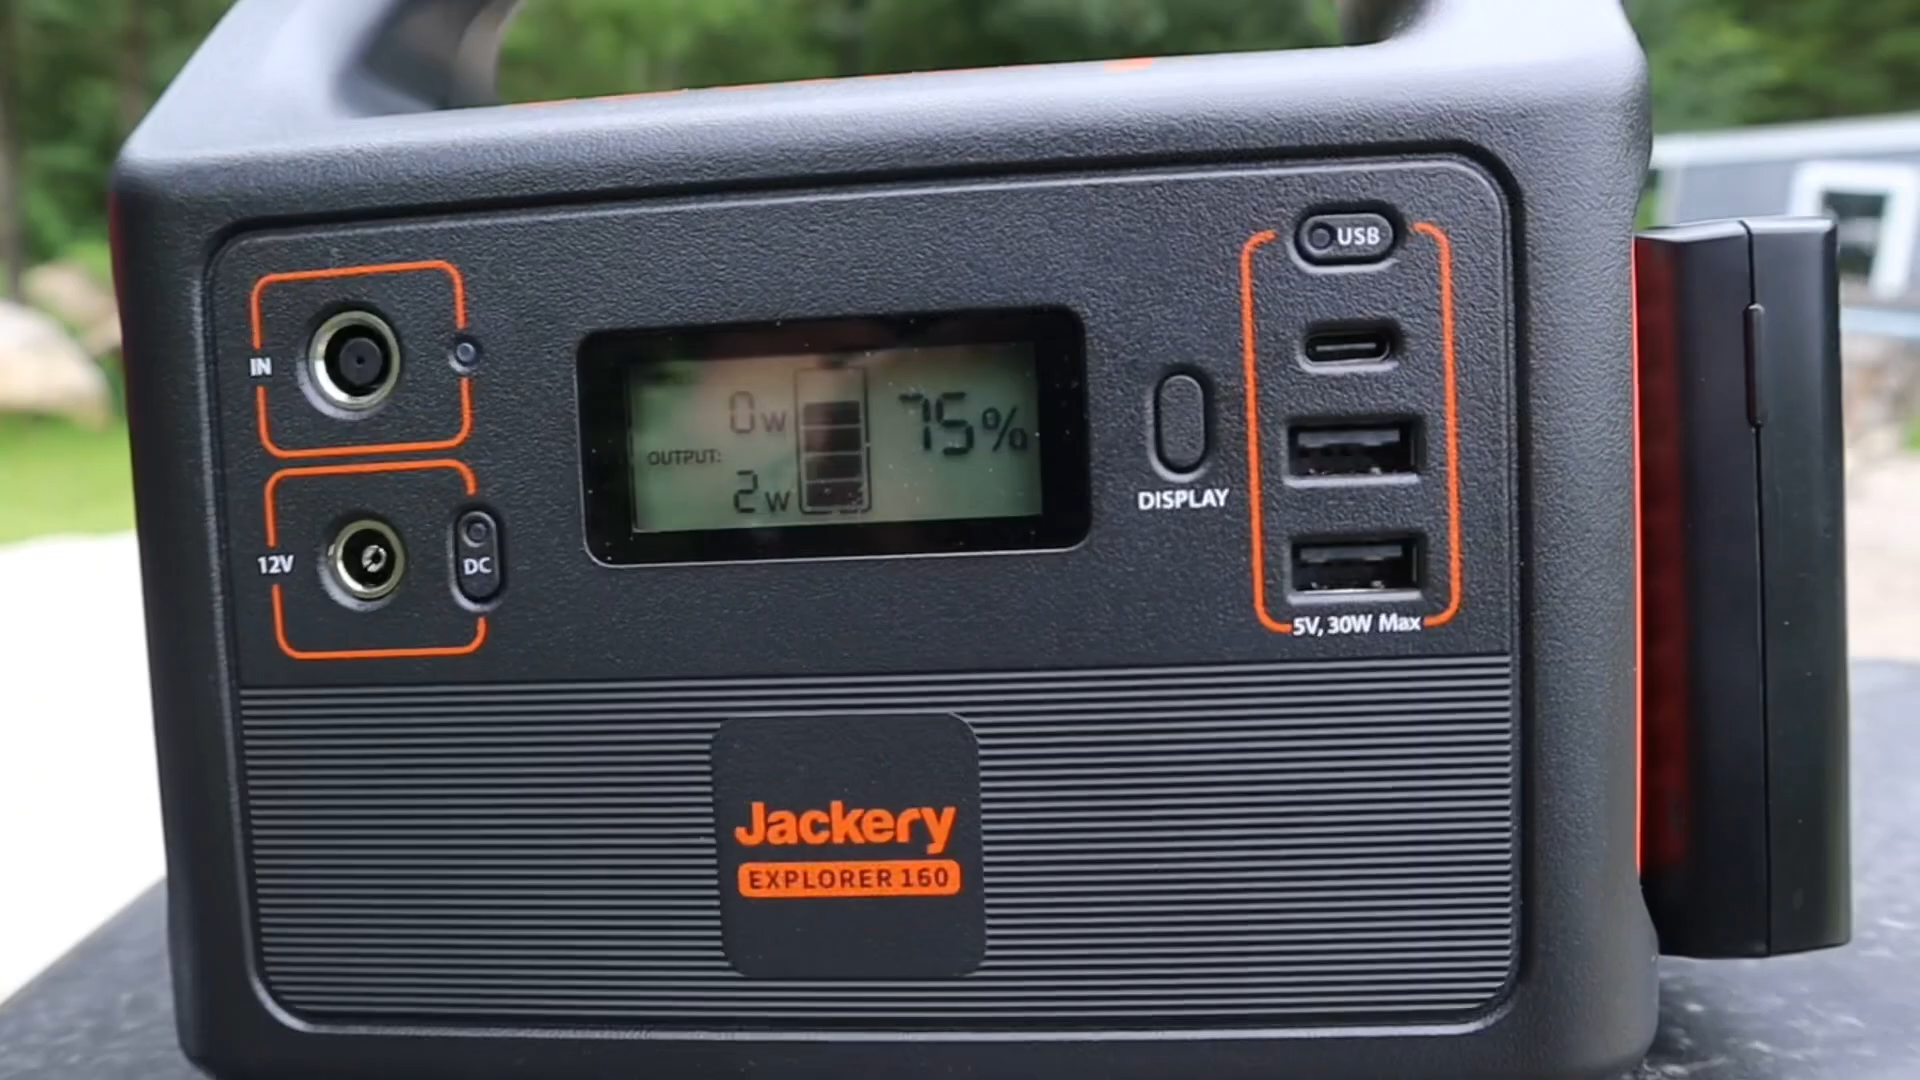 USB
IN
0w
75%
OUTPUT:
2w
DISPLAY
12V
DC
5V, 30W Max
Jackery
EXPLORER 160